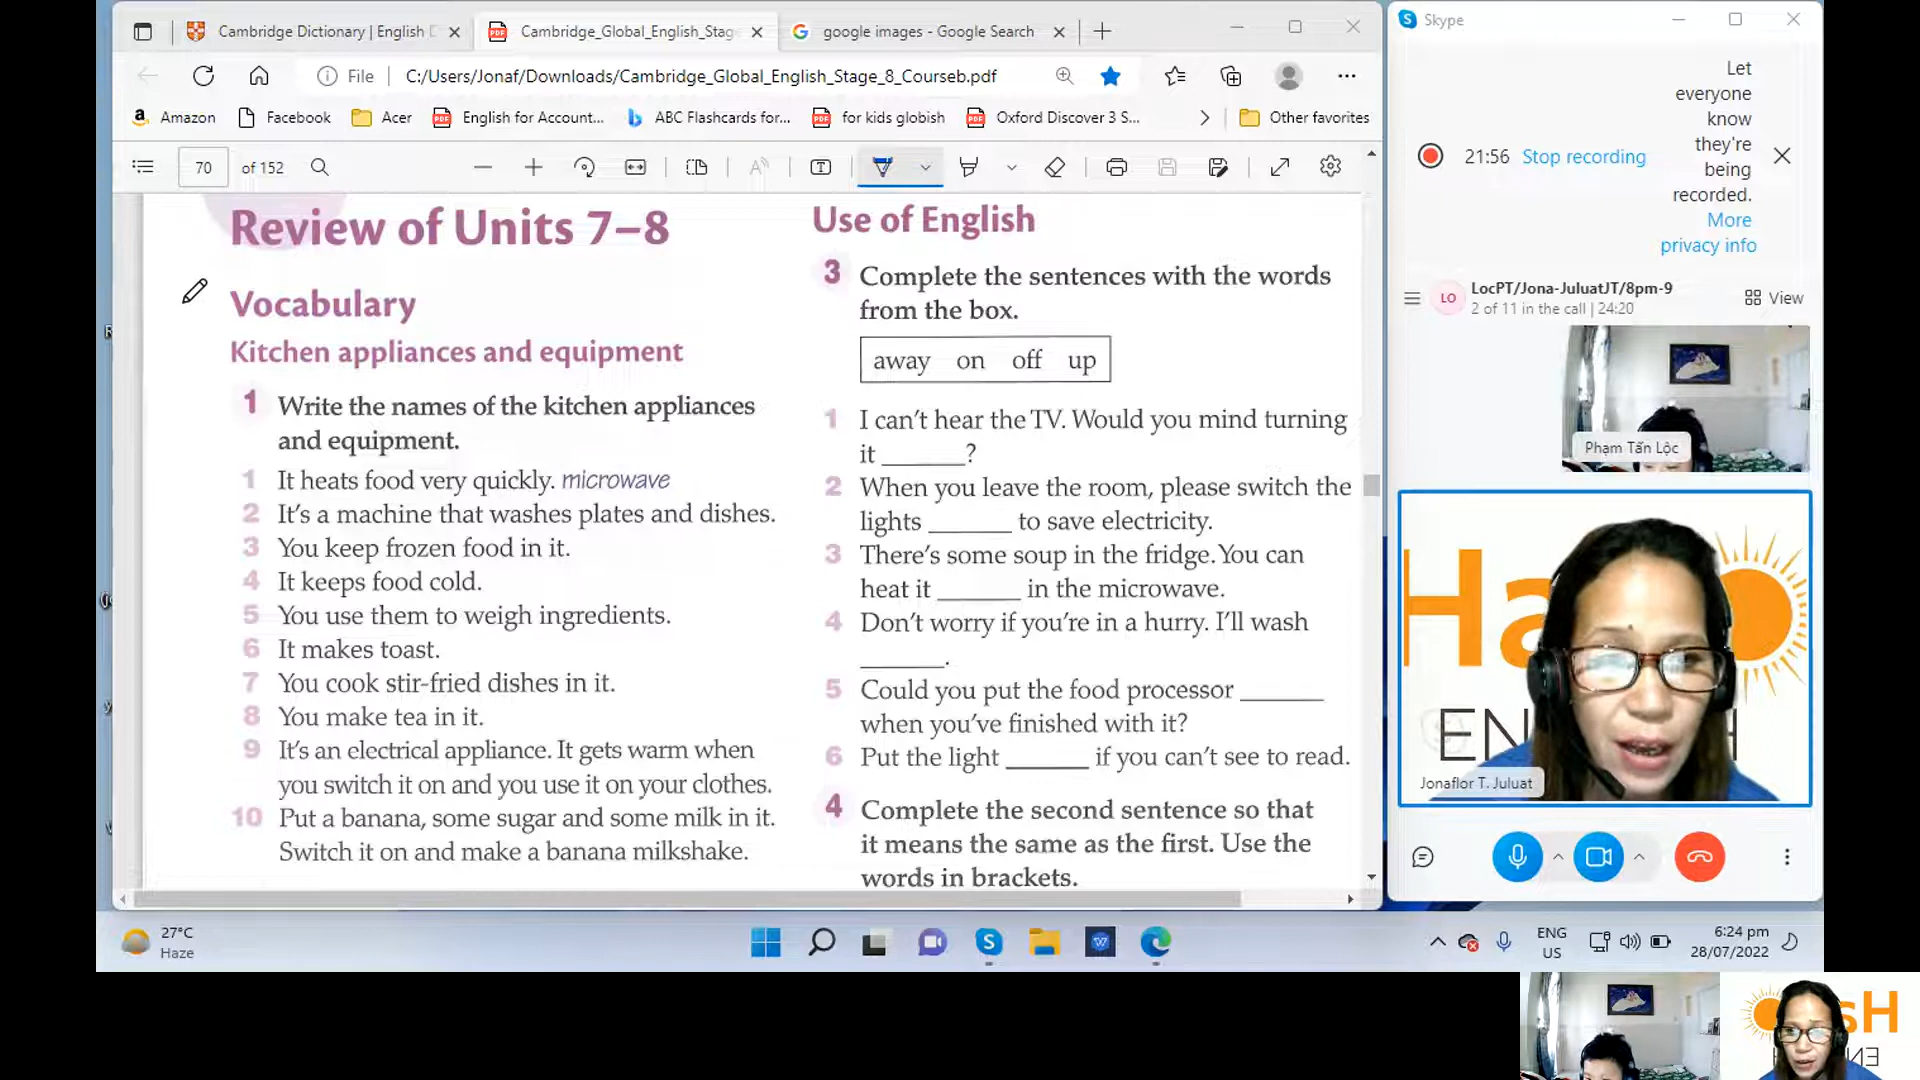 Cambridge Dictionary | English D
Cambridge_Global_English_Stage
google images - Google Search
File
C:/Users/Jonaf/Downloads/Cambridge_Global_English_Stage_8_Courseb.pdf
Amazon
Facebook
Acer
English for Account...
ABC Flashcards for...
for kids globish
Oxford Discover 3 S...
Other favorites
70 of 152
Review of Units 7–8
Vocabulary
Kitchen appliances and equipment
1 Write the names of the kitchen appliances
and equipment.
1 It heats food very quickly. microwave
2 It's a machine that washes plates and dishes.
3 You keep frozen food in it.
4 It keeps food cold.
5 You use them to weigh ingredients.
6 It makes toast.
7 You cook stir-fried dishes in it.
8 You make tea in it.
9 It's an electrical appliance. It gets warm when
you switch it on and you use it on your clothes.
10 Put a banana, some sugar and some milk in it.
Switch it on and make a banana milkshake.
Use of English
3 Complete the sentences with the words
from the box.
away on off up
1 I can't hear the TV. Would you mind turning
it _______?
2 When you leave the room, please switch the
lights _______ to save electricity.
3 There's some soup in the fridge. You can
heat it _______ in the microwave.
4 Don't worry if you're in a hurry. I'll wash
_______.
5 Could you put the food processor _______
when you've finished with it?
6 Put the light _______ if you can't see to read.
4 Complete the second sentence so that
it means the same as the first. Use the
words in brackets.
Skype
21:56 Stop recording
Let
everyone
know
they're
being
recorded.
More
privacy info
LO
LocPT/Jona-JuluatJT/8pm-9
2 of 11 in the call | 24:20
View
Phạm Tấn Lộc
Ha
EN
H
Jonaflor T. Juluat
27°C
Haze
ENG
US
6:24 pm
28/07/2022